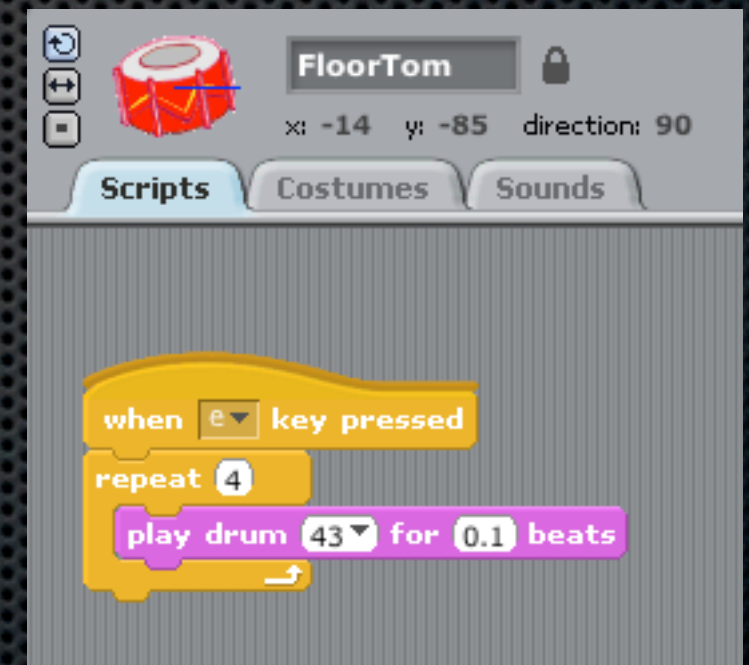 FloorTom
x: -14 y: -85 direction: 90
Scripts Costumes Sounds
when e key pressed
repeat 4
play drum 43 for 0.1 beats